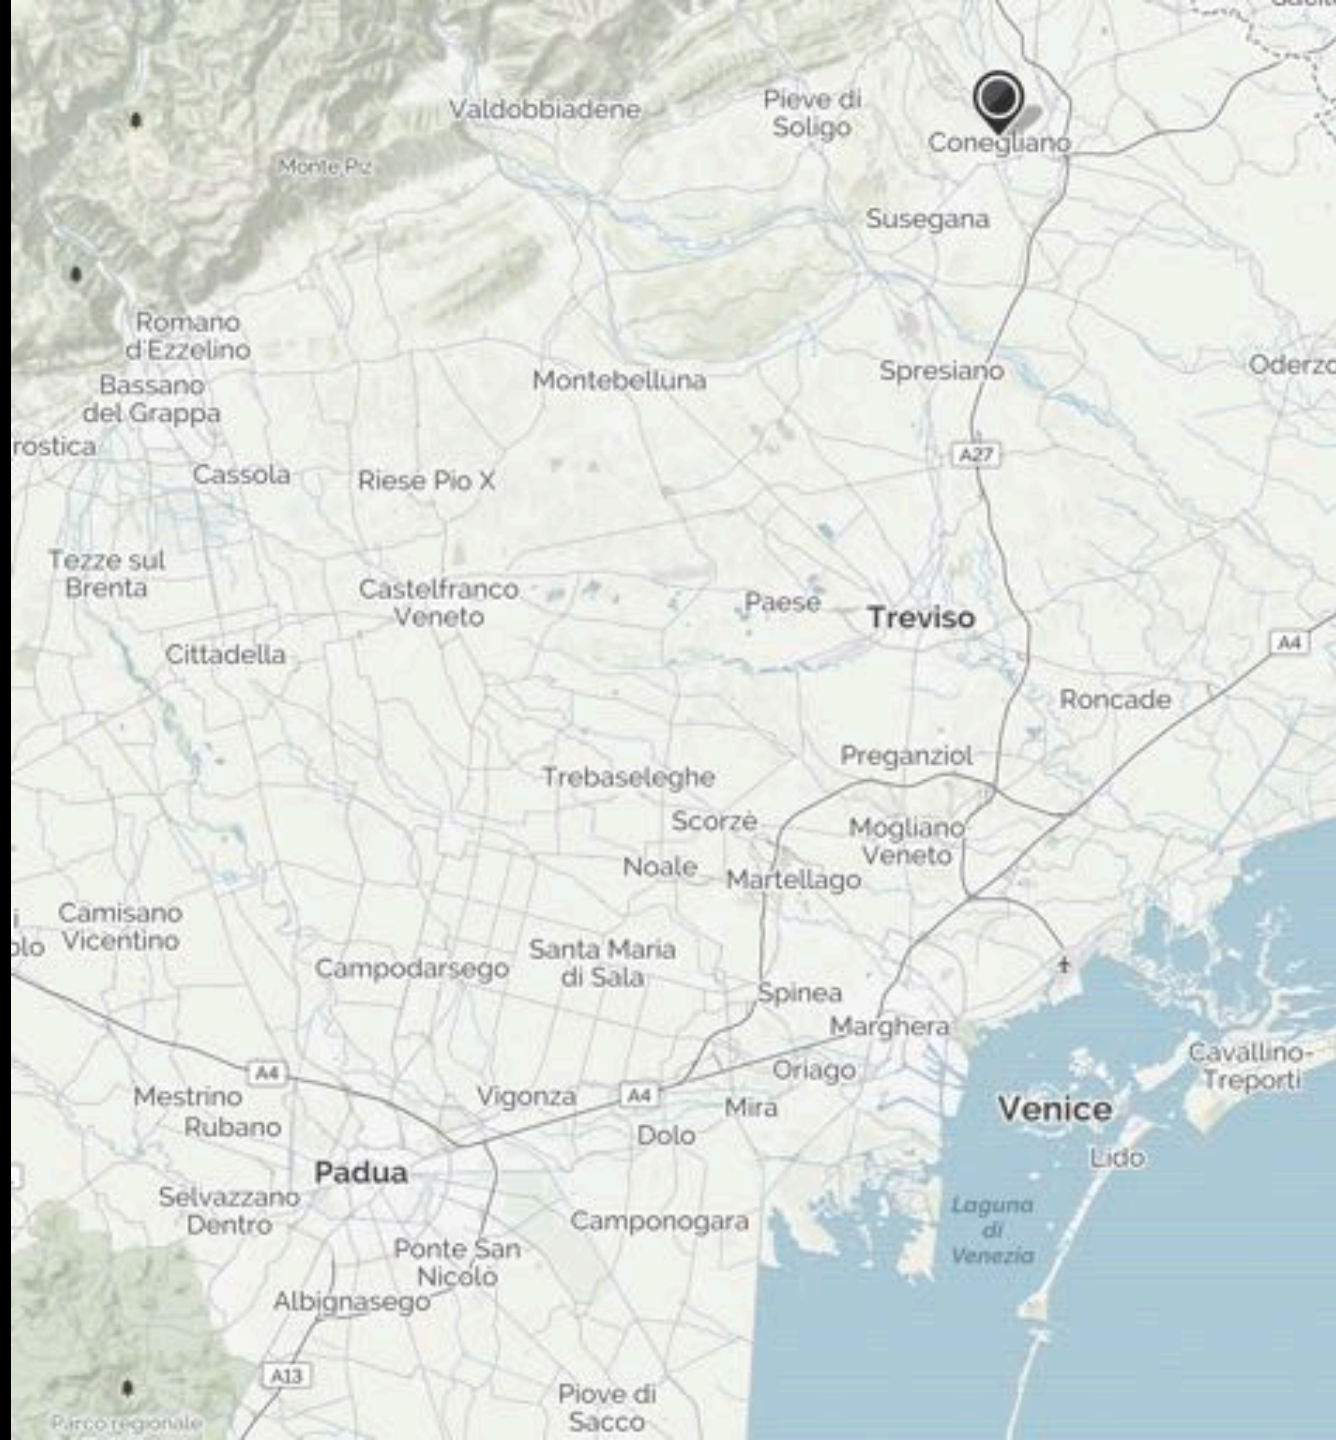 Valdobbiadene
Pieve di
Soligo
Conegliano
Monte Piz
Susegana
Romano
d'Ezzelino
Bassano
del Grappa
Montebelluna
Spresiano
Oderzo
rostica
A27
Cassola
Riese Pio X
Tezze sul
Brenta
Castelfranco
Veneto
Paese
Treviso
Cittadella
A4
Roncade
Preganziol
Trebaseleghe
Scorzè
Mogliano
Veneto
Noale
Martellago
Camisano
Vicentino
olo
Santa Maria
di Sala
Campodarsego
Spinea
Marghera
Cavallino-
Treporti
A4
Oriago
Mestrino
Vigonza
A4
Mira
Venice
Rubano
Dolo
Lido
Padua
Selvazzano
Dentro
Laguna
di
Venezia
Camponogara
Ponte San
Nicolò
Albignasego
A13
Piove di
Sacco
Parco regionale